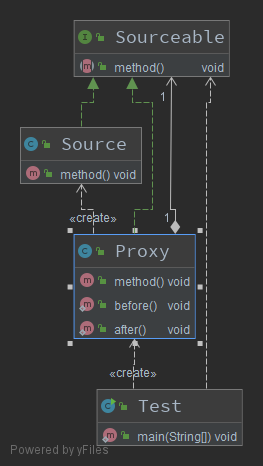 I Sourceable
m method() void
1
C Source
m method() void
«create»
1
C Proxy
m method() void
m before() void
m after() void
«create»
C Test
m main(String[]) void
Powered by yFiles